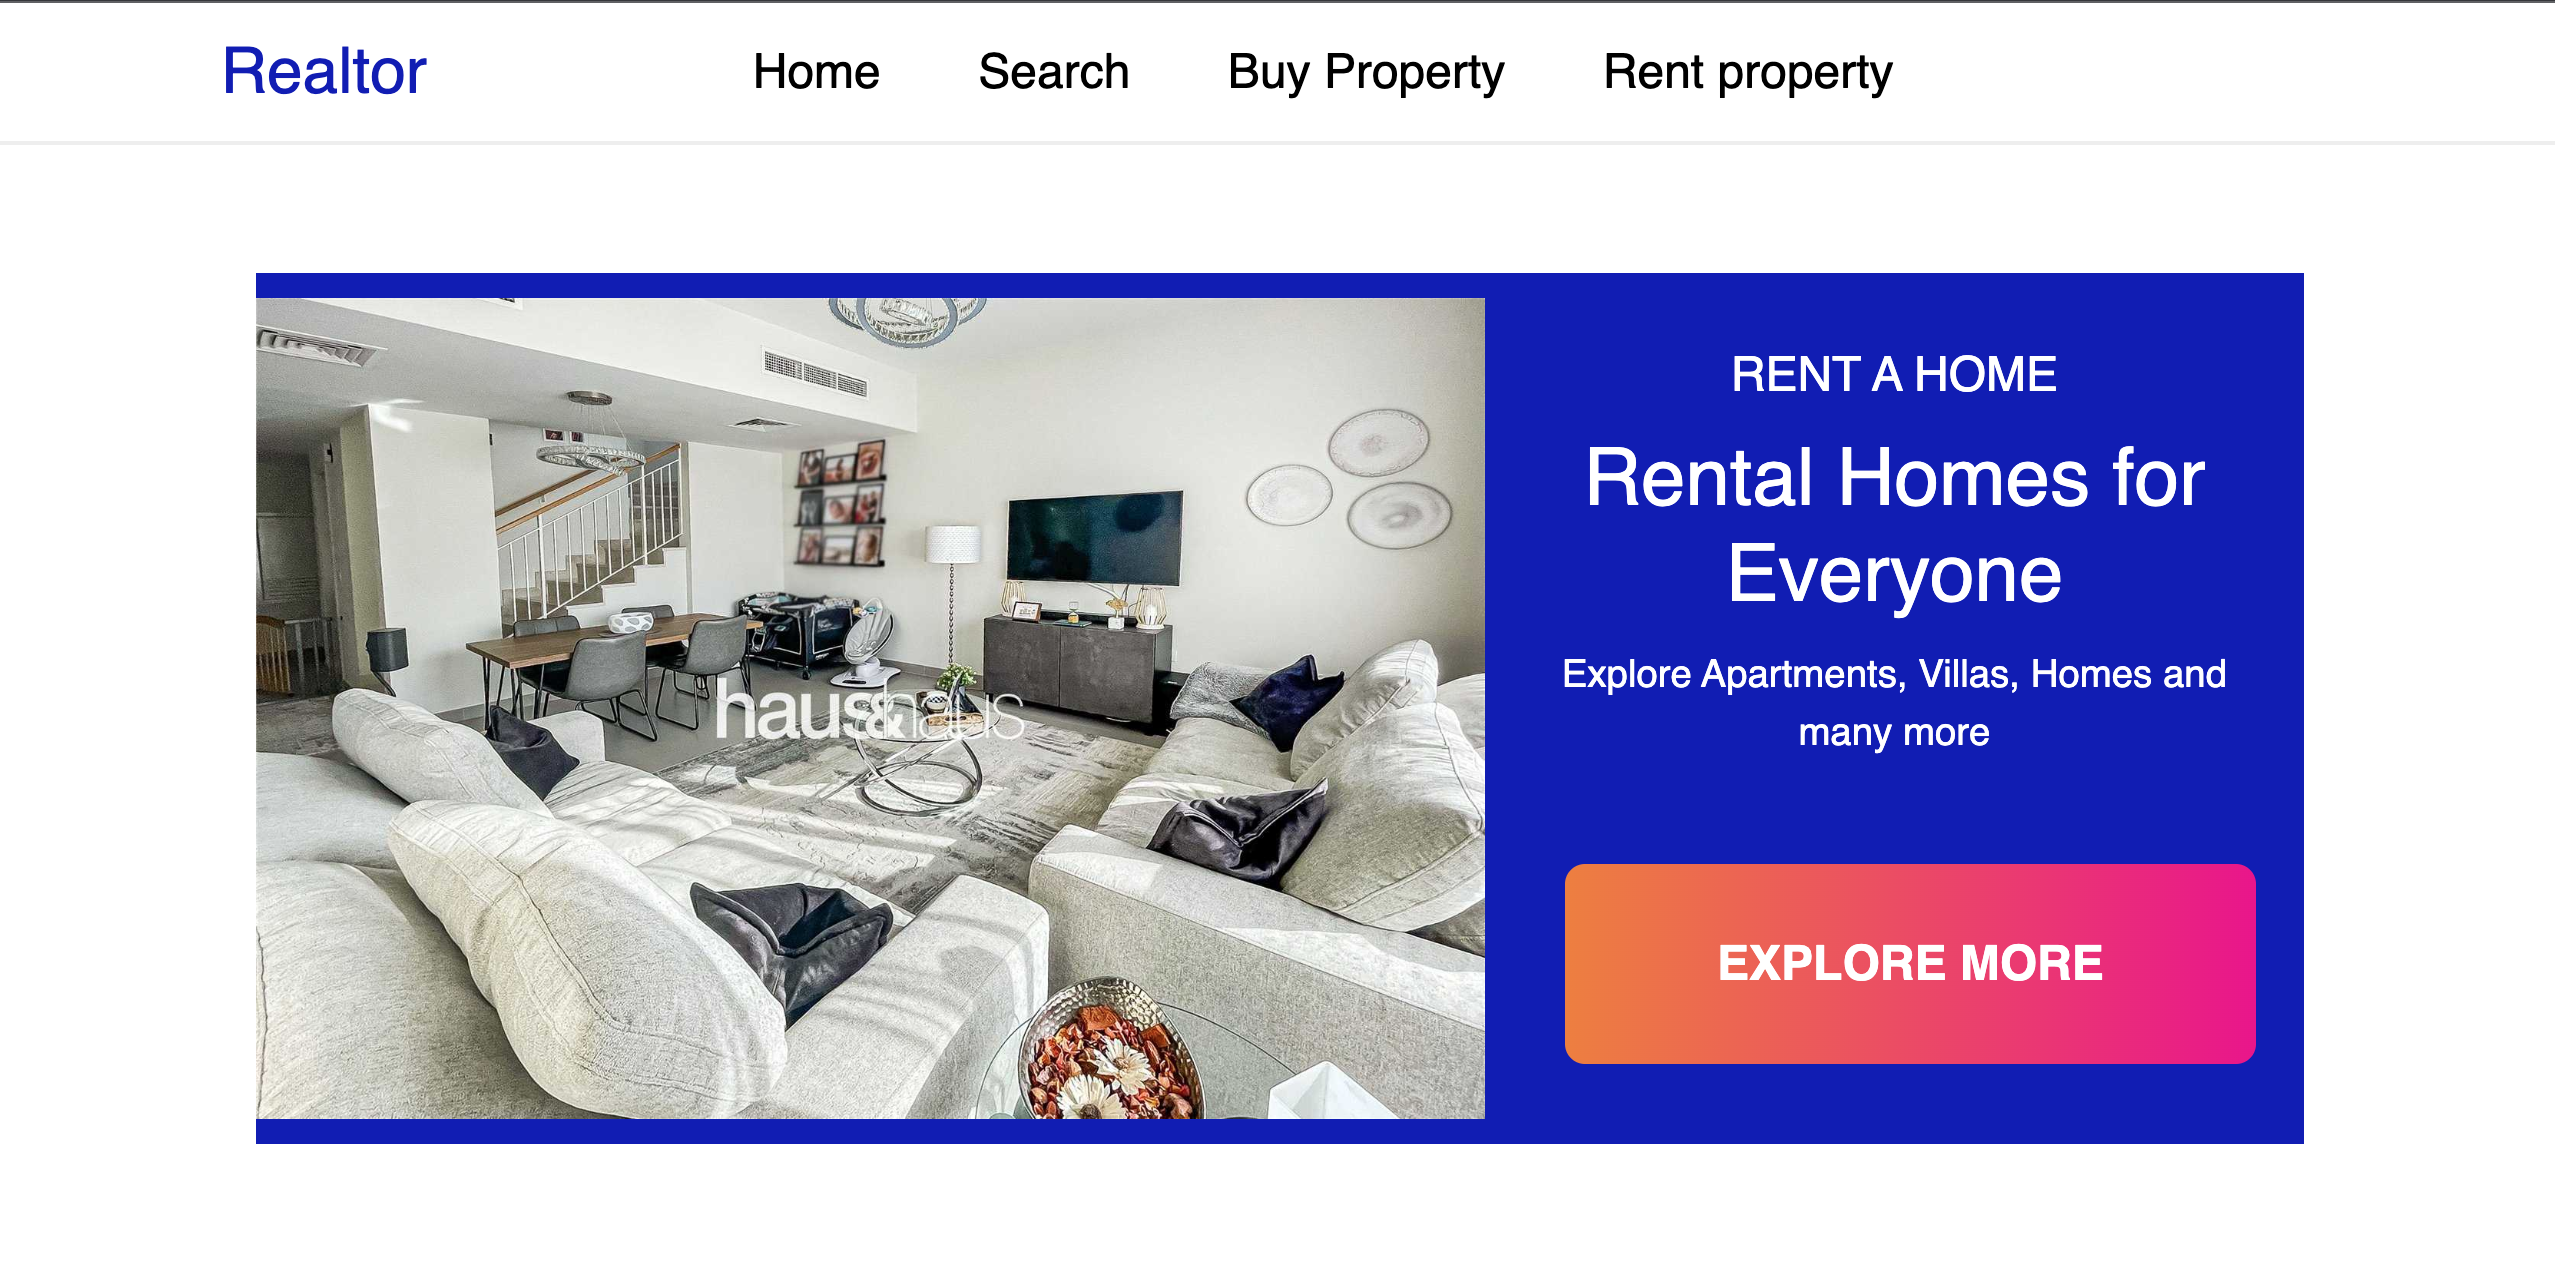 Realtor
Home
Search
Buy Property
Rent property
haus&haus
RENT A HOME
Rental Homes for
Everyone
Explore Apartments, Villas, Homes and
many more
EXPLORE MORE